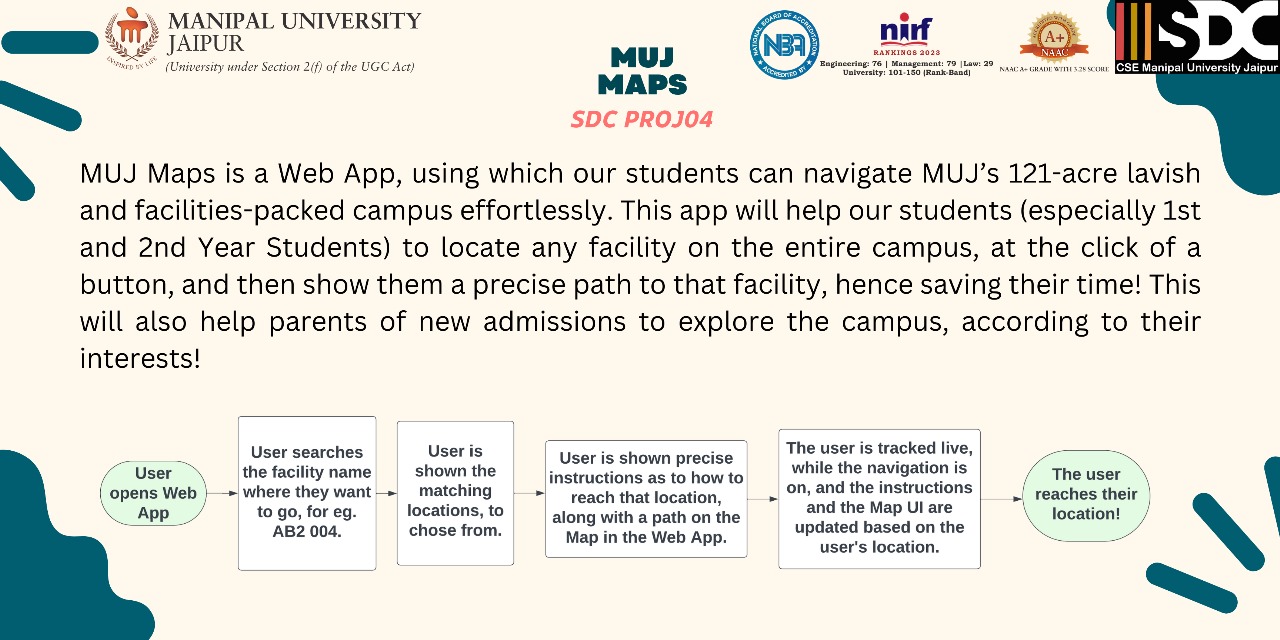 MANIPAL UNIVERSITY
JAIPUR
(University under Section 2(f) of the UGC Act)
INSPIRED BY LIFE
MUJ
MAPS
SDC PROJ04
NATIONAL BOARD OF ACCREDITATION
NBA
ACCREDITED BY
nirf
RANKINGS 2023
Engineering: 76 | Management: 79 |Law: 29
University: 101-150 (Rank-Band)
A+
NAAC
NAAC A+ GRADE WITH 3.28 SCORE
SDC
CSE Manipal University Jaipur
MUJ Maps is a Web App, using which our students can navigate MUJ’s 121-acre lavish
and facilities-packed campus effortlessly. This app will help our students (especially 1st
and 2nd Year Students) to locate any facility on the entire campus, at the click of a
button, and then show them a precise path to that facility, hence saving their time! This
will also help parents of new admissions to explore the campus, according to their
interests!
User
opens Web
App
User searches
the facility name
where they want
to go, for eg.
AB2 004.
User is
shown the
matching
locations, to
chose from.
User is shown precise
instructions as to how to
reach that location,
along with a path on the
Map in the Web App.
The user is tracked live,
while the navigation is
on, and the instructions
and the Map UI are
updated based on the
user's location.
The user
reaches their
location!